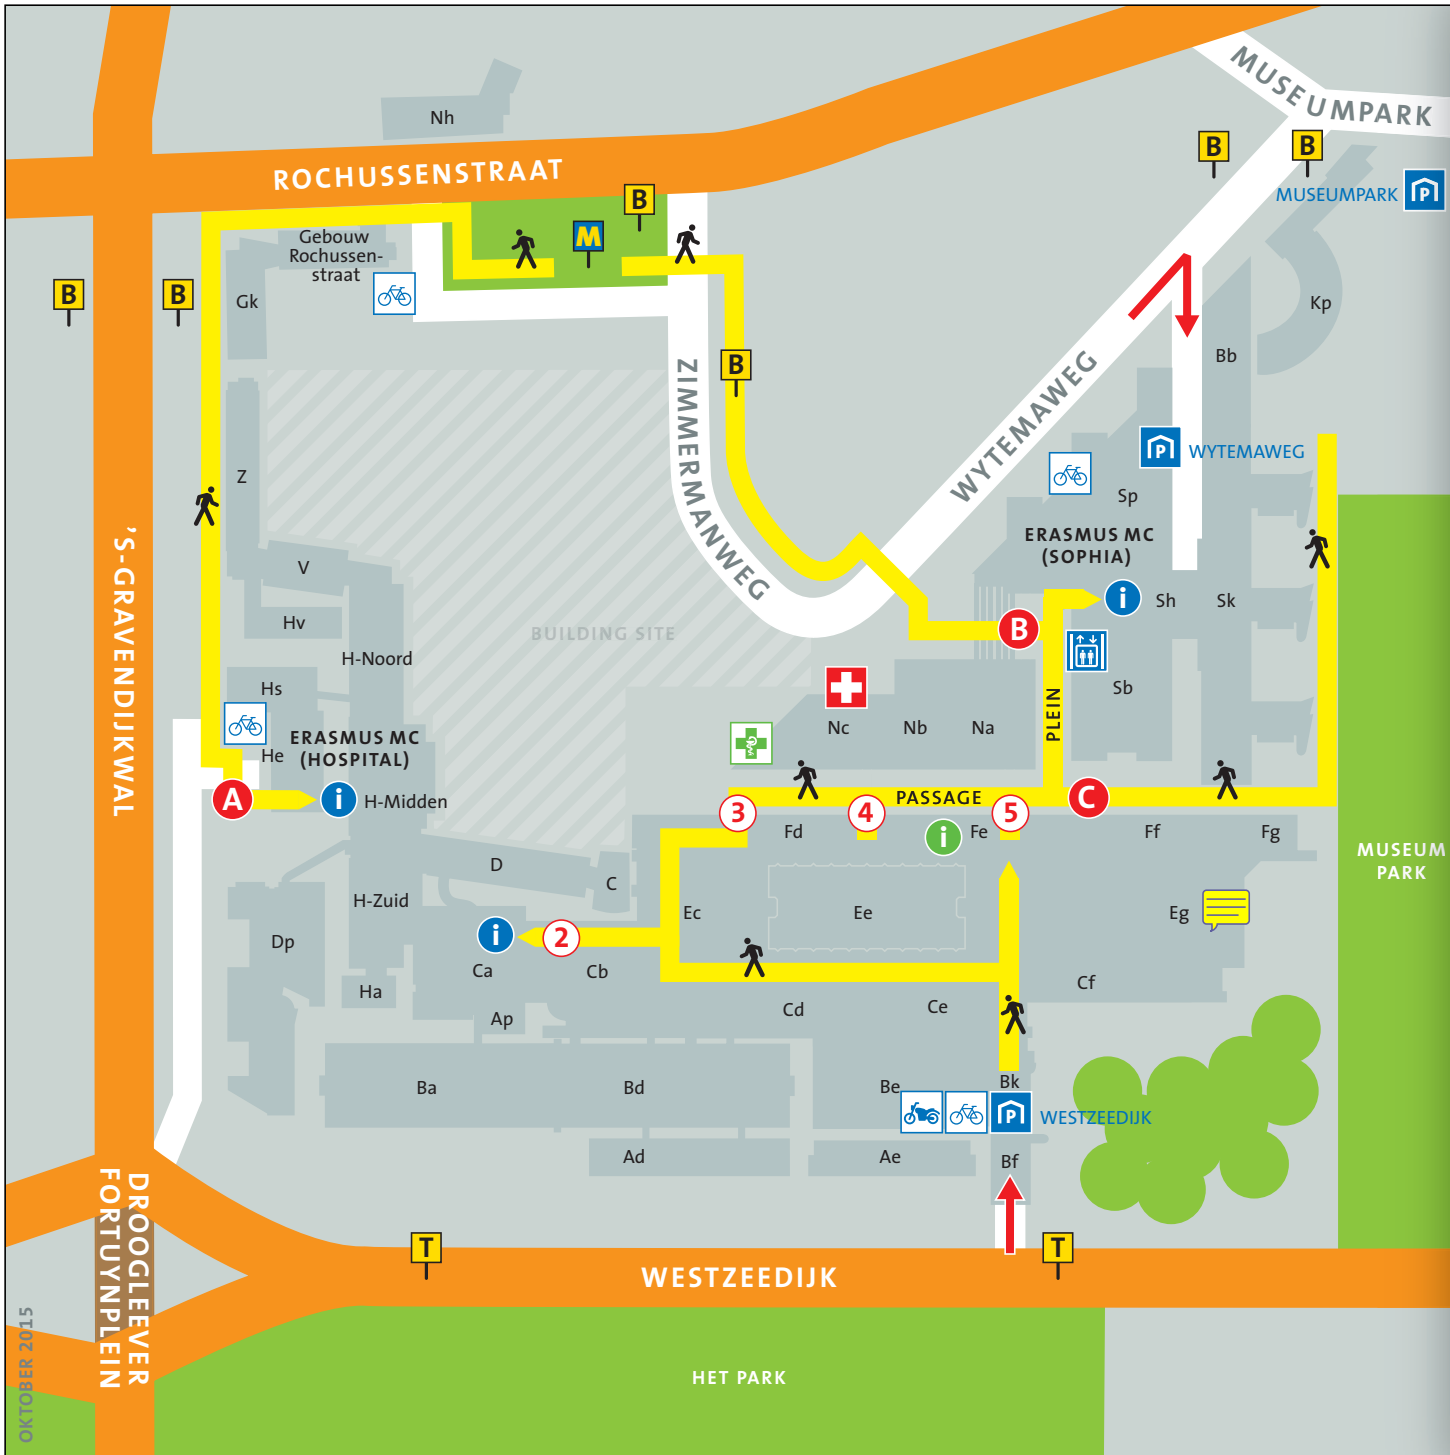 MUSEUMPARK
Nh
ROCHUSSENSTRAAT
B
B
B
MUSEUMPARK
P
Gebouw
Rochussen-
straat
M
B
B
Gk
Kp
B
Bb
ZIMMERMANWEG
WYTEMAWEG
P
WYTEMAWEG
Z
Sp
ERASMUS MC
(SOPHIA)
'S-GRAVENDIJKWAL
V
i
Sh
Sk
Hv
BUILDING SITE
B
H-Noord
Hs
Sb
PLEIN
Nc
Nb
Na
ERASMUS MC
(HOSPITAL)
He
A
i
H-Midden
PASSAGE
C
3
4
5
Fd
i
Fe
Ff
Fg
MUSEUM
PARK
D
C
H-Zuid
Ec
Ee
Eg
Dp
i
2
Ca
Cb
Cf
Ha
Ap
Cd
Ce
Ba
Bd
Be
Bk
P
WESTZEEDIJK
Ad
Ae
Bf
DROOGLEEVER
FORTUYNPLEIN
T
T
WESTZEEDIJK
HET PARK
OKTOBER 2015